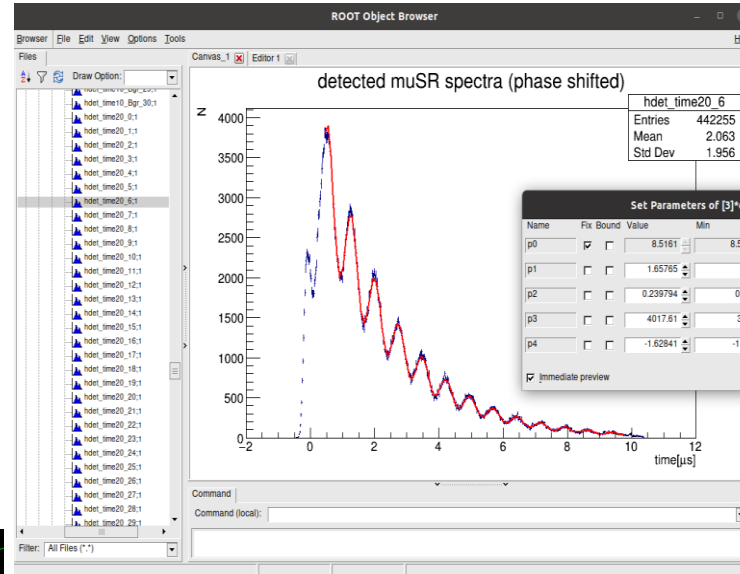 ROOT Object Browser
Browser File Edit View Options Tools
Files
Canvas_1 Editor 1
Draw Option:
hdet_time10_Bgr_30;1
hdet_time20_0;1
hdet_time20_1;1
hdet_time20_2;1
hdet_time20_3;1
hdet_time20_4;1
hdet_time20_5;1
hdet_time20_6;1
hdet_time20_7;1
hdet_time20_8;1
hdet_time20_9;1
hdet_time20_10;1
hdet_time20_11;1
hdet_time20_12;1
hdet_time20_13;1
hdet_time20_14;1
hdet_time20_15;1
hdet_time20_16;1
hdet_time20_17;1
hdet_time20_18;1
hdet_time20_19;1
hdet_time20_20;1
hdet_time20_21;1
hdet_time20_22;1
hdet_time20_23;1
hdet_time20_24;1
hdet_time20_25;1
hdet_time20_26;1
hdet_time20_27;1
hdet_time20_28;1
hdet_time20_29;1
Filter: All Files (*.*)
detected muSR spectra (phase shifted)
hdet_time20_6
Entries 442255
Mean 2.063
Std Dev 1.956
N
4000
3500
3000
2500
2000
1500
1000
500
0
−2 0 2 4 6 8 10 12
time[μs]
Set Parameters of [3]*
Name Fix Bound Value Min
p0 8.5161 8.5
p1 1.65765
p2 0.239794 0
p3 4017.61 3
p4 -1.62841 -1
Immediate preview
Command
Command (local):